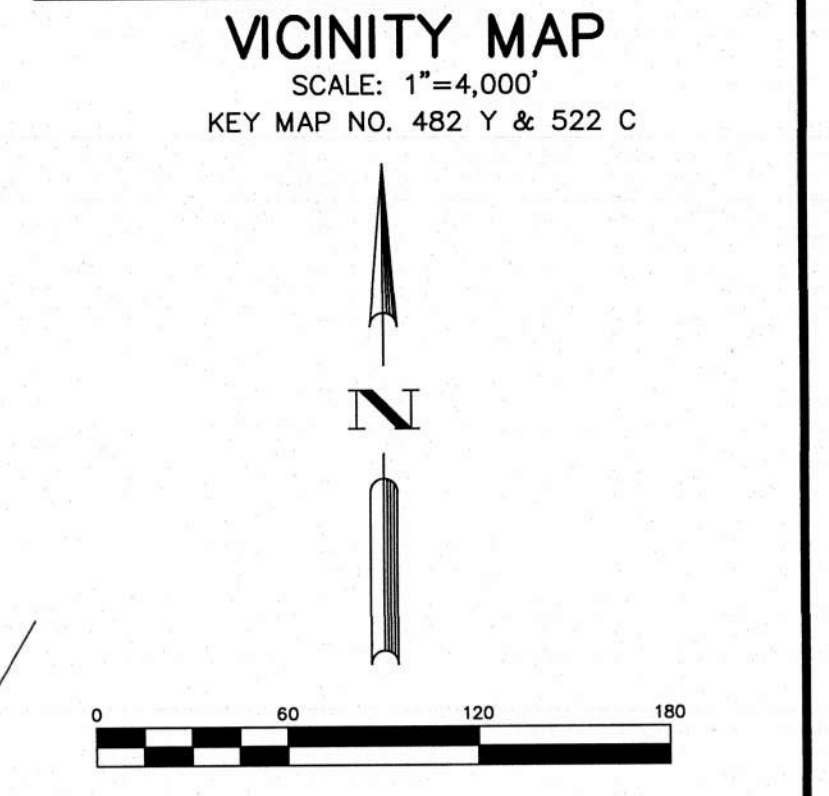 VICINITY MAP
SCALE: 1"=4,000'
KEY MAP NO. 482 Y & 522 C
N
0 60 120 180